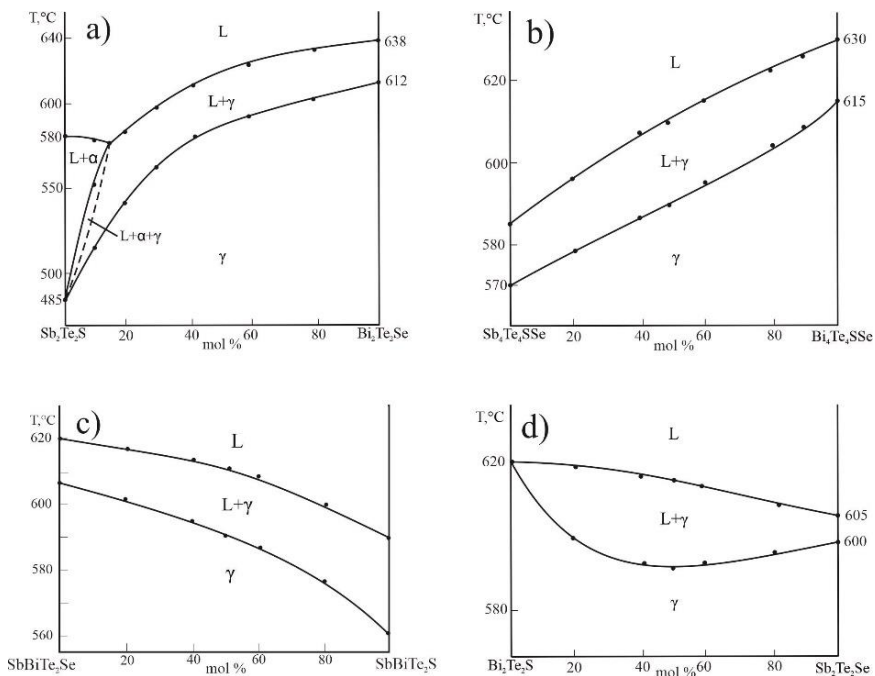 a)
T,°C
640
600
580
550
500
485
L
L+γ
L+α
L+α+γ
γ
638
612
Sb₂Te₂S
20
40
60
80
Bi₂Te₂Se
mol %
b)
T,°C
620
600
580
570
L
L+γ
γ
630
615
Sb₄Te₄SSe
20
40
60
80
Bi₄Te₄SSe
mol %
c)
T,°C
620
600
580
560
L
L+γ
γ
SbBiTe₂Se
20
40
60
80
SbBiTe₂S
mol %
d)
T,°C
620
580
L
L+γ
γ
605
600
Bi₂Te₂S
20
40
60
80
Sb₂Te₂Se
mol %